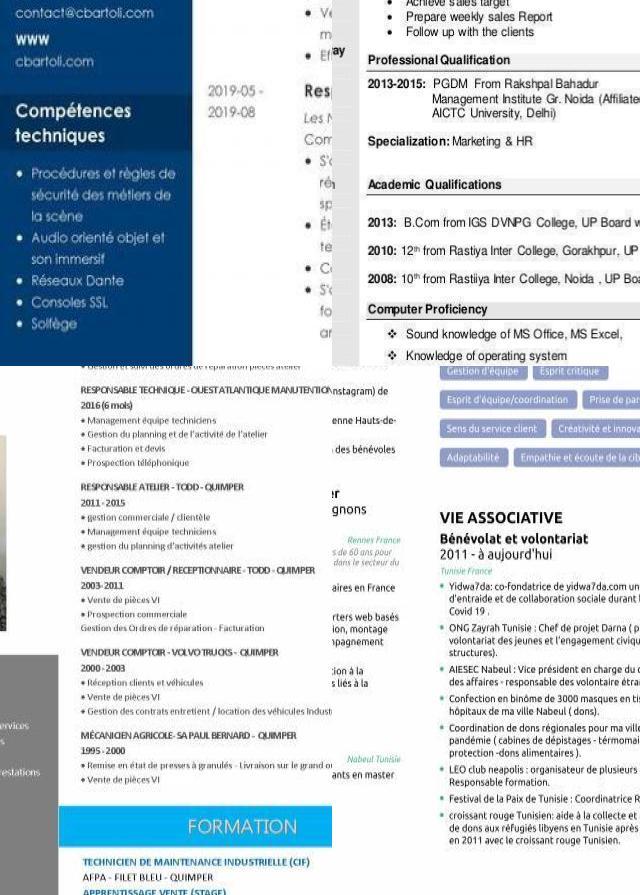 contact@cbartoli.com
www
cbartoli.com
Compétences
techniques
• Procédures et règles de
sécurité des métiers de
la scène
• Audio orienté objet et
son immersif
• Réseaux Dante
• Consoles SSL
• Solfège
2019-05 -
2019-08
Res
Les
Com
ay
• Achieve sales target
• Prepare weekly sales Report
• Follow up with the clients
Professional Qualification
2013-2015: PGDM From Rakshpal Bahadur
Management Institute Gr. Noida (Affiliate
AICTC University, Delhi)
Specialization: Marketing & HR
Academic Qualifications
2013: B.Com from IGS DVNPG College, UP Board w
2010: 12th from Rastiya Inter College, Gorakhpur, UP
2008: 10th from Rastiiya Inter College, Noida , UP Boa
Computer Proficiency
❖ Sound knowledge of MS Office, MS Excel,
❖ Knowledge of operating system
• Gestion et suivi des ordres de réparation pièces atelier
RESPONSABLE TECHNIQUE - OUEST ATLANTIQUE MANUTENTION
2016 (6 mois)
• Management équipe techniciens
• Gestion du planning et de l'activité de l'atelier
• Facturation et devis
• Prospection téléphonique
RESPONSABLE ATELIER - TODD - QUIMPER
2011 - 2015
• gestion commerciale / clientèle
• Management équipe techniciens
• gestion du planning d'activités atelier
VENDEUR COMPTOIR / RECEPTIONNAIRE - TODD - QUIMPER
2003- 2011
• Vente de pièces VI
• Prospection commerciale
Gestion des Ordres de réparation - Facturation
VENDEUR COMPTOIR - VOLVO TRUCKS - QUIMPER
2000 - 2003
• Réception clients et véhicules
• Vente de pièces VI
• Gestion des contrats entretien / location des véhicules Indust
MÉCANICIEN AGRICOLE- SA PAUL BERNARD - QUIMPER
1995 - 2000
• Remise en état de presses à granulés - Livraison sur le grand o
• Vente de pièces VI
ervices
s
restations
FORMATION
TECHNICIEN DE MAINTENANCE INDUSTRIELLE (CIF)
AFPA - FILET BLEU - QUIMPER
APPRENTISSAGE VENTE (STAGE)
nstagram) de
enne Hauts-de-
des bénévoles
er
gnons
Rennes France
s de 60 ans pour
dans le secteur du
aires en France
rters web basés
ion, montage
npagnement
ion à la
s liés à la
Nabeul Tunisie
ants en master
Gestion d'équipe Esprit critique
Esprit d'équipe/coordination Prise de par
Sens du service client Créativité et innova
Adaptabilité Empathie et écoute de la cib
VIE ASSOCIATIVE
Bénévolat et volontariat
2011 - à aujourd'hui
Tunisie France
• Yidwa7da: co-fondatrice de yidwa7da.com un
d'entraide et de collaboration sociale durant l
Covid 19 .
• ONG Zayrah Tunisie : Chef de projet Darna ( p
volontariat des jeunes et l'engagement civiqu
structures).
• AIESEC Nabeul : Vice président en charge du d
des affaires - responsable des volontaire étra
• Confection en binôme de 3000 masques en tis
hôpitaux de ma ville Nabeul ( dons).
• Coordination de dons régionaux pour ma ville
pandémie ( cabines de dépistages - térmomai
protection -dons alimentaires ).
• LEO club neapolis : organisateur de plusieurs
Responsable formation.
• Festival de la Paix de Tunisie : Coordinatrice R
• croissant rouge Tunisien: aide à la collecte et
de dons aux réfugiés libyens en Tunisie après
en 2011 avec le croissant rouge Tunisien.